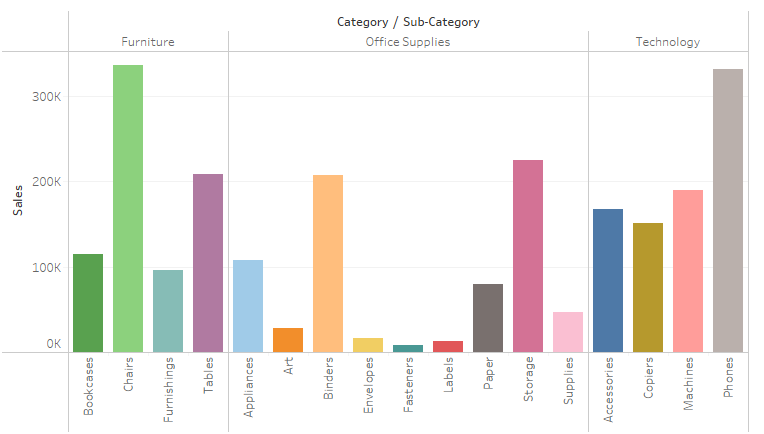 Category / Sub-Category
Furniture
Office Supplies
Technology
Sales
300K
200K
100K
0K
Bookcases
Chairs
Furnishings
Tables
Appliances
Art
Binders
Envelopes
Fasteners
Labels
Paper
Storage
Supplies
Accessories
Copiers
Machines
Phones